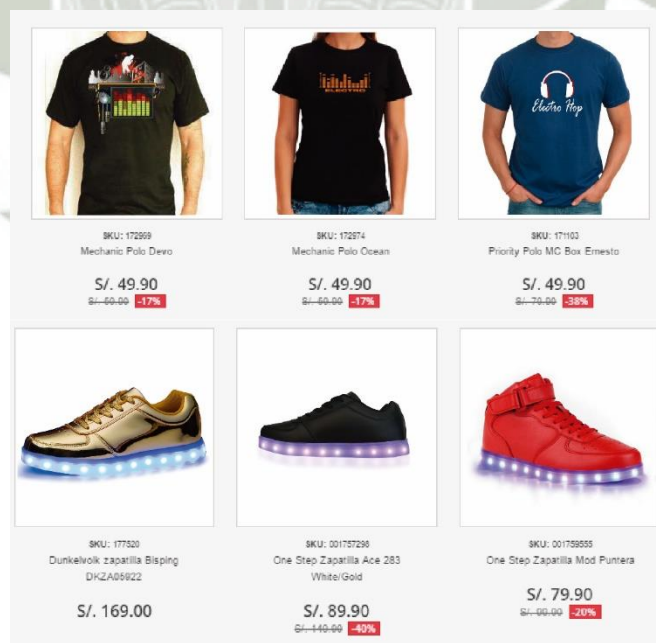 ELECTRO
Electro Hop
SKU: 172969
Mechanic Polo Devo
S/. 49.90
-17%
SKU: 172974
Mechanic Polo Ocean
S/. 49.90
-17%
SKU: 171103
Priority Polo MC Box Ernesto
S/. 49.90
-38%
SKU: 177520
Dunkelvolk zapatilla Bisping
DKZA05922
S/. 169.00
SKU: 001757298
One Step Zapatilla Ace 283
White/Gold
S/. 89.90
-40%
SKU: 001759555
One Step Zapatilla Mod Puntera
S/. 79.90
-20%